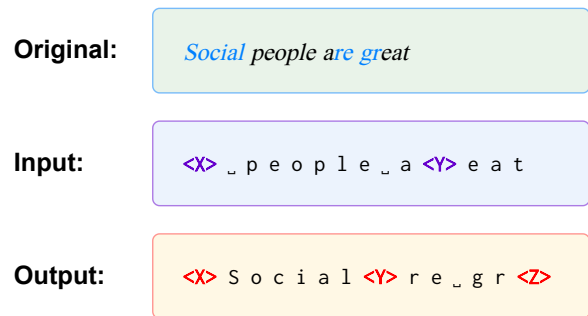 Original: Social people are great
Input: <X> ␣ p e o p l e ␣ a <Y> e a t
Output: <X> S o c i a l <Y> r e ␣ g r <Z>